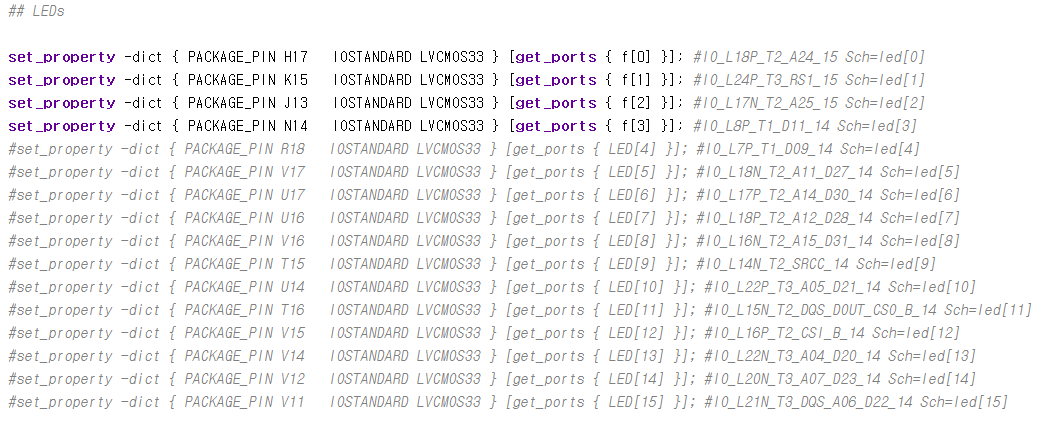 ## LEDs
set_property -dict { PACKAGE_PIN H17 IOSTANDARD LVCMOS33 } [get_ports { f[0] }]; #IO_L18P_T2_A24_15 Sch=led[0]
set_property -dict { PACKAGE_PIN K15 IOSTANDARD LVCMOS33 } [get_ports { f[1] }]; #IO_L24P_T3_RS1_15 Sch=led[1]
set_property -dict { PACKAGE_PIN J13 IOSTANDARD LVCMOS33 } [get_ports { f[2] }]; #IO_L17N_T2_A25_15 Sch=led[2]
set_property -dict { PACKAGE_PIN N14 IOSTANDARD LVCMOS33 } [get_ports { f[3] }]; #IO_L8P_T1_D11_14 Sch=led[3]
#set_property -dict { PACKAGE_PIN R18 IOSTANDARD LVCMOS33 } [get_ports { LED[4] }]; #IO_L7P_T1_D09_14 Sch=led[4]
#set_property -dict { PACKAGE_PIN V17 IOSTANDARD LVCMOS33 } [get_ports { LED[5] }]; #IO_L18N_T2_A11_D27_14 Sch=led[5]
#set_property -dict { PACKAGE_PIN U17 IOSTANDARD LVCMOS33 } [get_ports { LED[6] }]; #IO_L17P_T2_A14_D30_14 Sch=led[6]
#set_property -dict { PACKAGE_PIN U16 IOSTANDARD LVCMOS33 } [get_ports { LED[7] }]; #IO_L18P_T2_A12_D28_14 Sch=led[7]
#set_property -dict { PACKAGE_PIN V16 IOSTANDARD LVCMOS33 } [get_ports { LED[8] }]; #IO_L16N_T2_A15_D31_14 Sch=led[8]
#set_property -dict { PACKAGE_PIN T15 IOSTANDARD LVCMOS33 } [get_ports { LED[9] }]; #IO_L14N_T2_SRCC_14 Sch=led[9]
#set_property -dict { PACKAGE_PIN U14 IOSTANDARD LVCMOS33 } [get_ports { LED[10] }]; #IO_L22P_T3_A05_D21_14 Sch=led[10]
#set_property -dict { PACKAGE_PIN T16 IOSTANDARD LVCMOS33 } [get_ports { LED[11] }]; #IO_L15N_T2_DQS_DOUT_CSO_B_14 Sch=led[11]
#set_property -dict { PACKAGE_PIN V15 IOSTANDARD LVCMOS33 } [get_ports { LED[12] }]; #IO_L16P_T2_CSI_B_14 Sch=led[12]
#set_property -dict { PACKAGE_PIN V14 IOSTANDARD LVCMOS33 } [get_ports { LED[13] }]; #IO_L22N_T3_A04_D20_14 Sch=led[13]
#set_property -dict { PACKAGE_PIN V12 IOSTANDARD LVCMOS33 } [get_ports { LED[14] }]; #IO_L20N_T3_A07_D23_14 Sch=led[14]
#set_property -dict { PACKAGE_PIN V11 IOSTANDARD LVCMOS33 } [get_ports { LED[15] }]; #IO_L21N_T3_DQS_A06_D22_14 Sch=led[15]